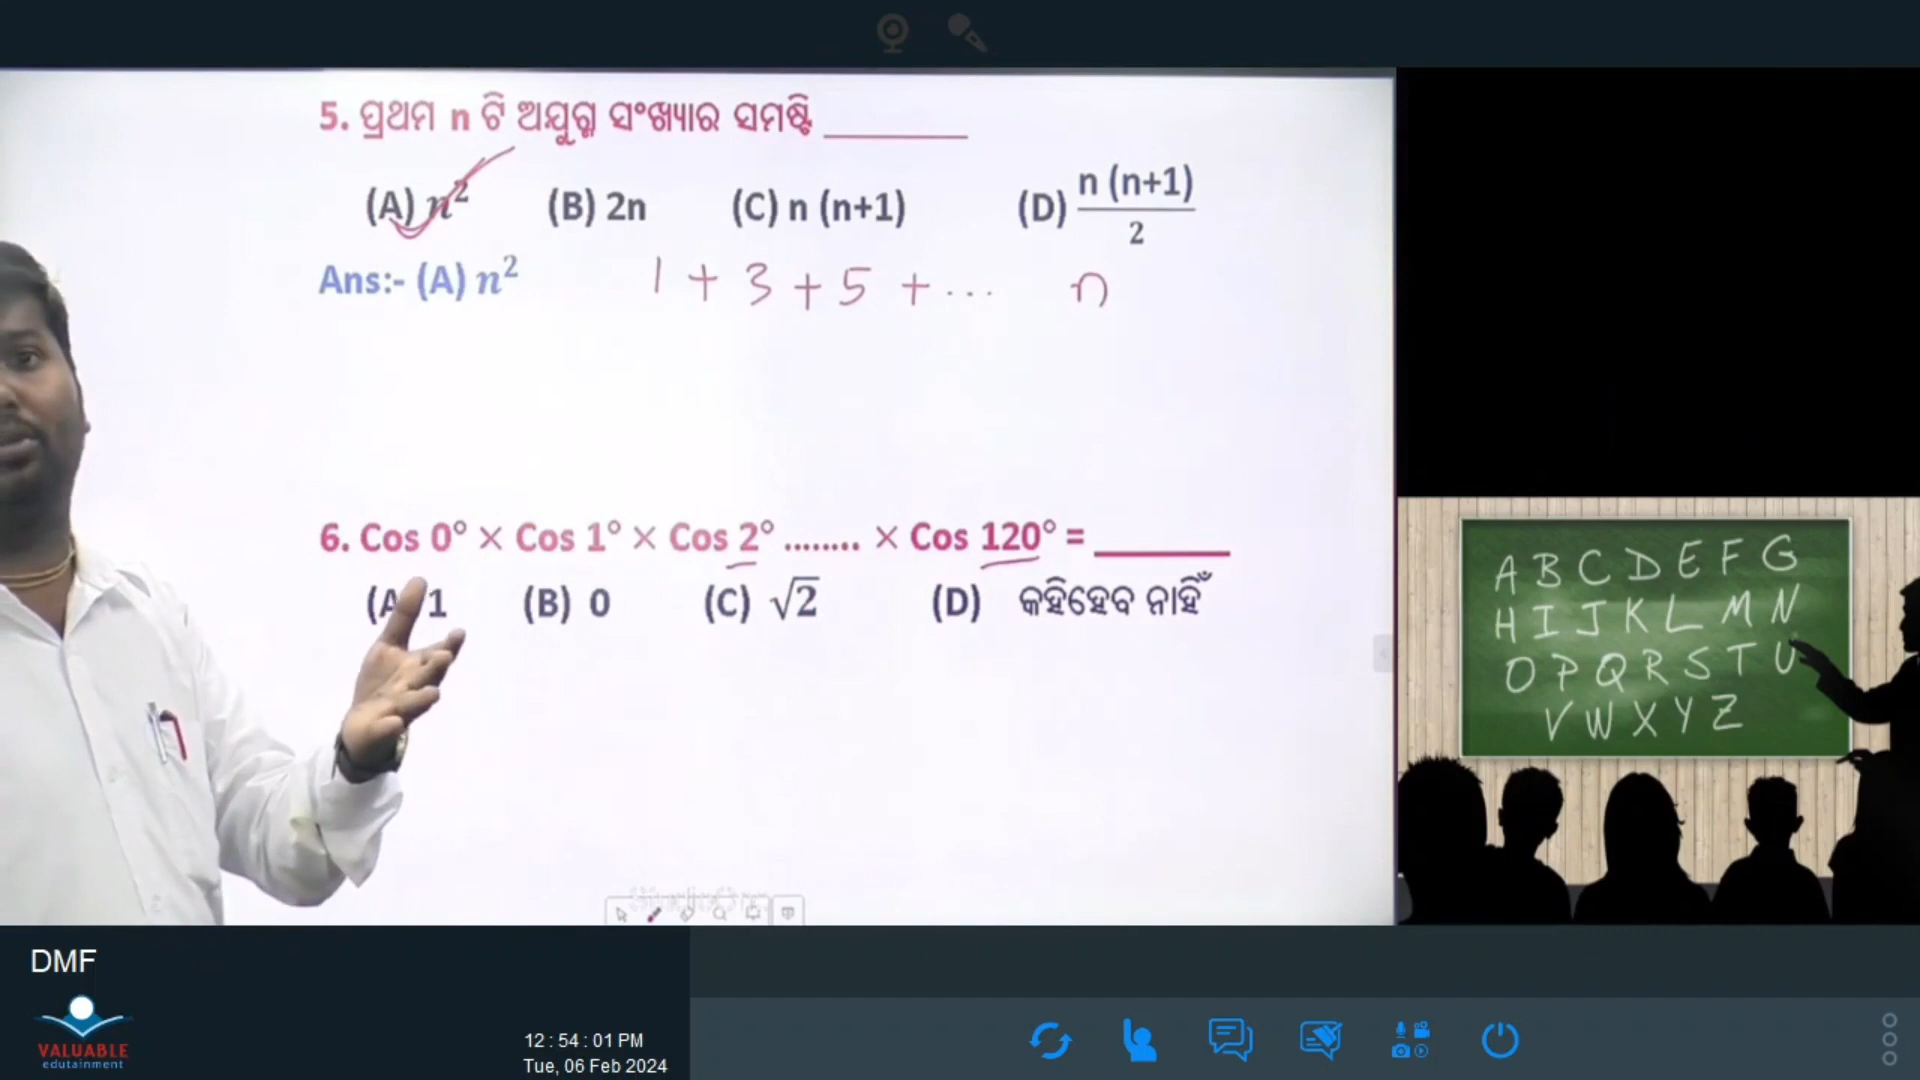 5. ପ୍ରଥମ n ଟି ଅଯୁଗ୍ମ ସଂଖ୍ୟାର ସମଷ୍ଟି ________
(A) n² (B) 2n (C) n (n+1) (D) n (n+1)/2
Ans:- (A) n² 1 + 3 + 5 + ... n
6. Cos 0° × Cos 1° × Cos 2° ........ × Cos 120° = ________
(A) 1 (B) 0 (C) √2 (D) କହିହେବ ନାହିଁ
A B C D E F G
H I J K L M N
O P Q R S T U
V W X Y Z
DMF
VALUABLE
edutainment
12 : 54 : 01 PM
Tue, 06 Feb 2024